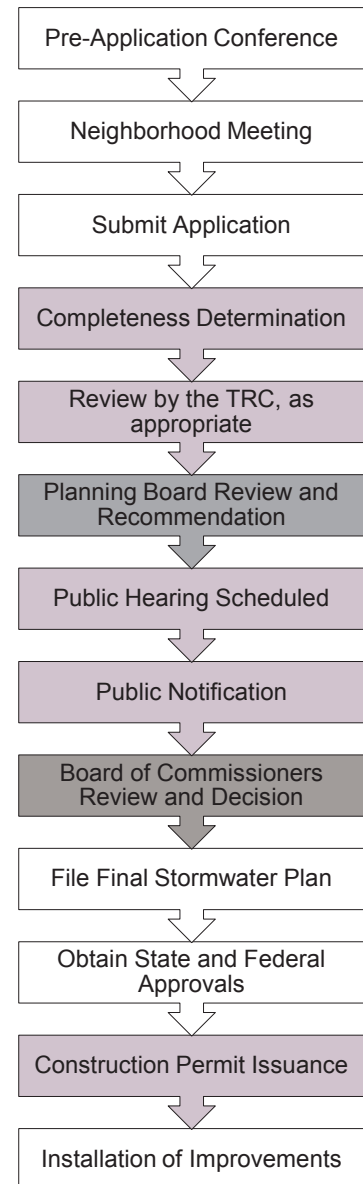 Pre-Application Conference
Neighborhood Meeting
Submit Application
Completeness Determination
Review by the TRC, as
appropriate
Planning Board Review and
Recommendation
Public Hearing Scheduled
Public Notification
Board of Commissioners
Review and Decision
File Final Stormwater Plan
Obtain State and Federal
Approvals
Construction Permit Issuance
Installation of Improvements